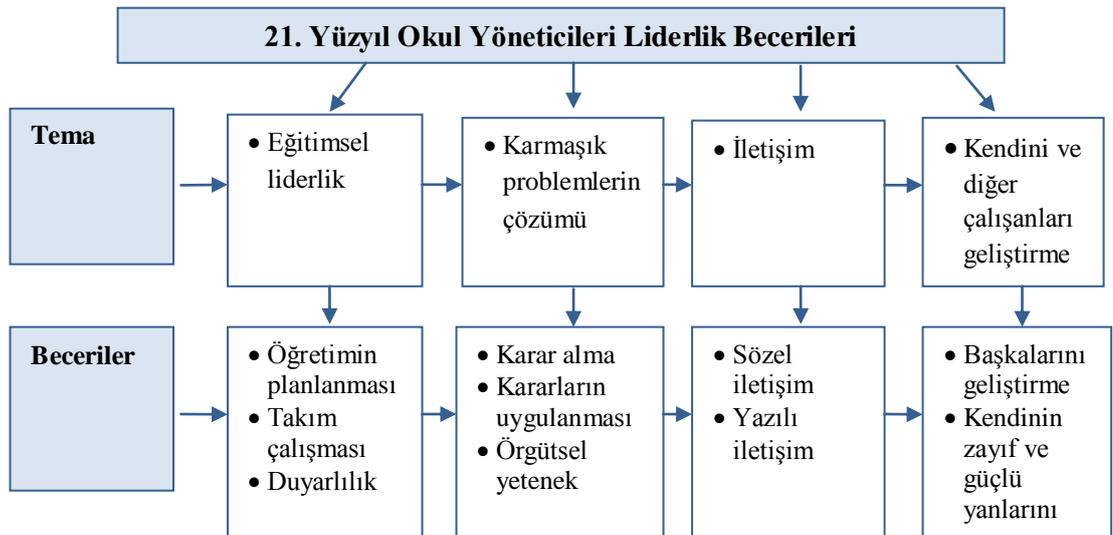 21. Yüzyıl Okul Yöneticileri Liderlik Becerileri
Tema
• Eğitimsel
liderlik
• Karmaşık
problemlerin
çözümü
• İletişim
• Kendini ve
diğer
çalışanları
geliştirme
Beceriler
• Öğretimin
planlanması
• Takım
çalışması
• Duyarlılık
• Karar alma
• Kararların
uygulanması
• Örgütsel
yetenek
• Sözel
iletişim
• Yazılı
iletişim
• Başkalarını
geliştirme
• Kendinin
zayıf ve
güçlü
yanlarını